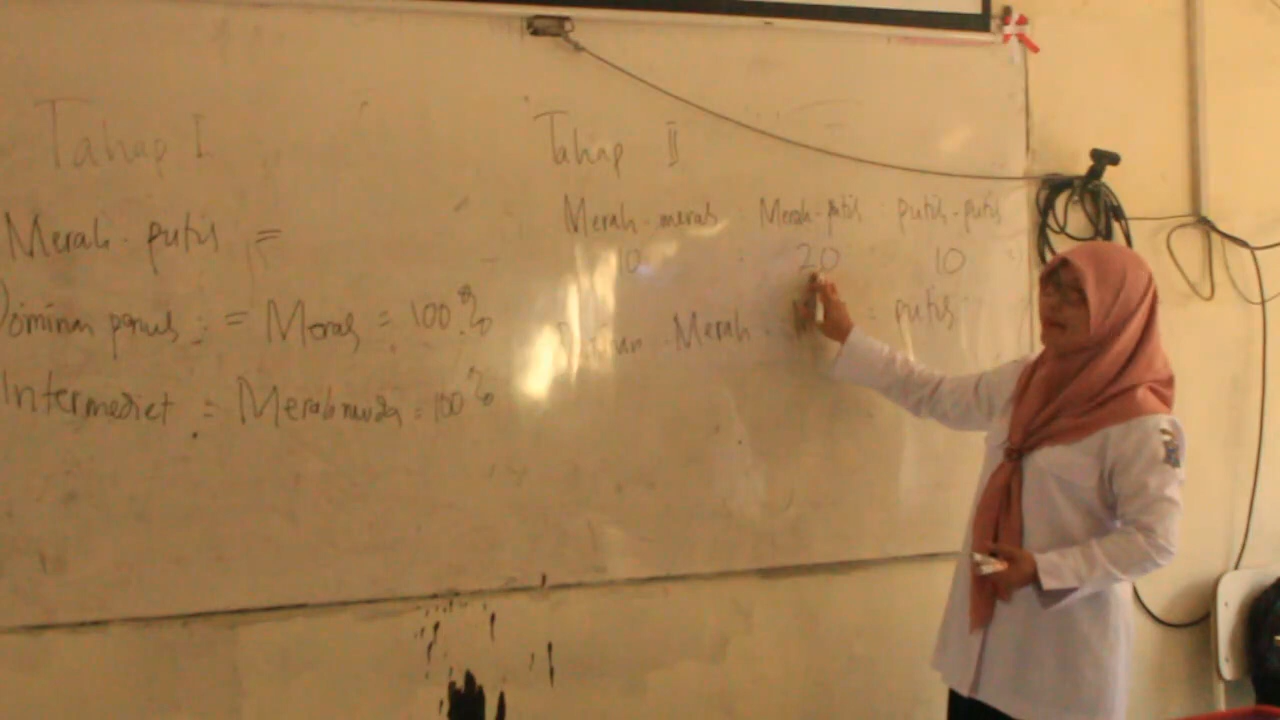 Tahap I
Merah - putih =
Dominan penuh : = Merah = 100 %
Intermediet = Merah muda = 100 %
Tahap II
Merah - merah : Merah - putih : putih - putih
10 : 20 : 10
Merah = putih